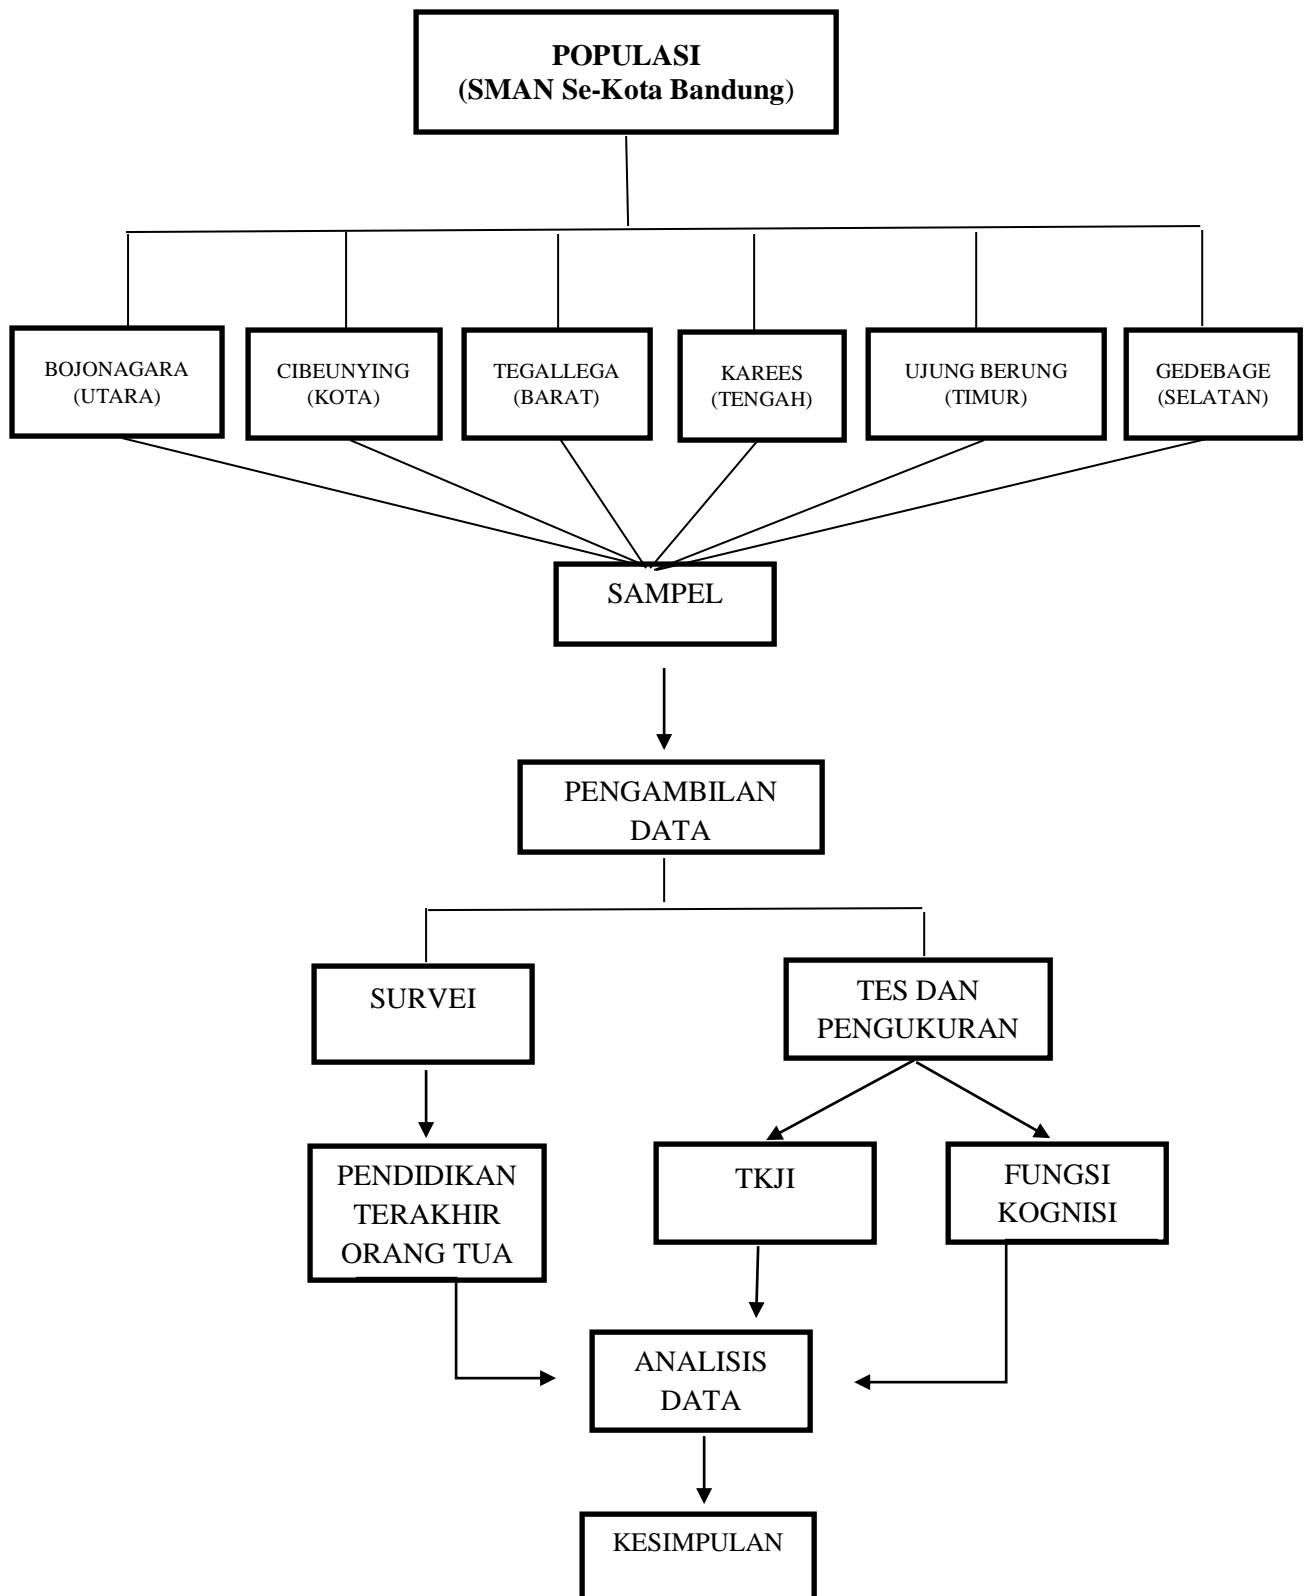 POPULASI
(SMAN Se-Kota Bandung)
BOJONAGARA
(UTARA)
CIBEUNYING
(KOTA)
TEGALLEGA
(BARAT)
KAREES
(TENGAH)
UJUNG BERUNG
(TIMUR)
GEDEBAGE
(SELATAN)
SAMPEL
PENGAMBILAN
DATA
SURVEI
TES DAN
PENGUKURAN
PENDIDIKAN
TERAKHIR
ORANG TUA
TKJI
FUNGSI
KOGNISI
ANALISIS
DATA
KESIMPULAN